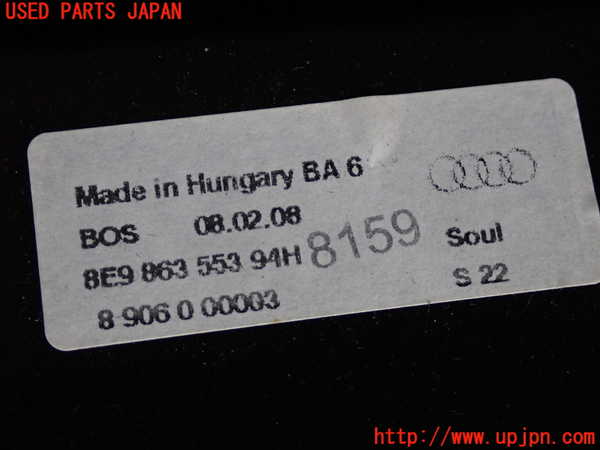 USED PARTS JAPAN
Made in Hungary BA 6
BOS 08.02.08
8E9 863 553 94H 8159 Soul
8 906 0 00003 S 22
http://www.upjpn.com/